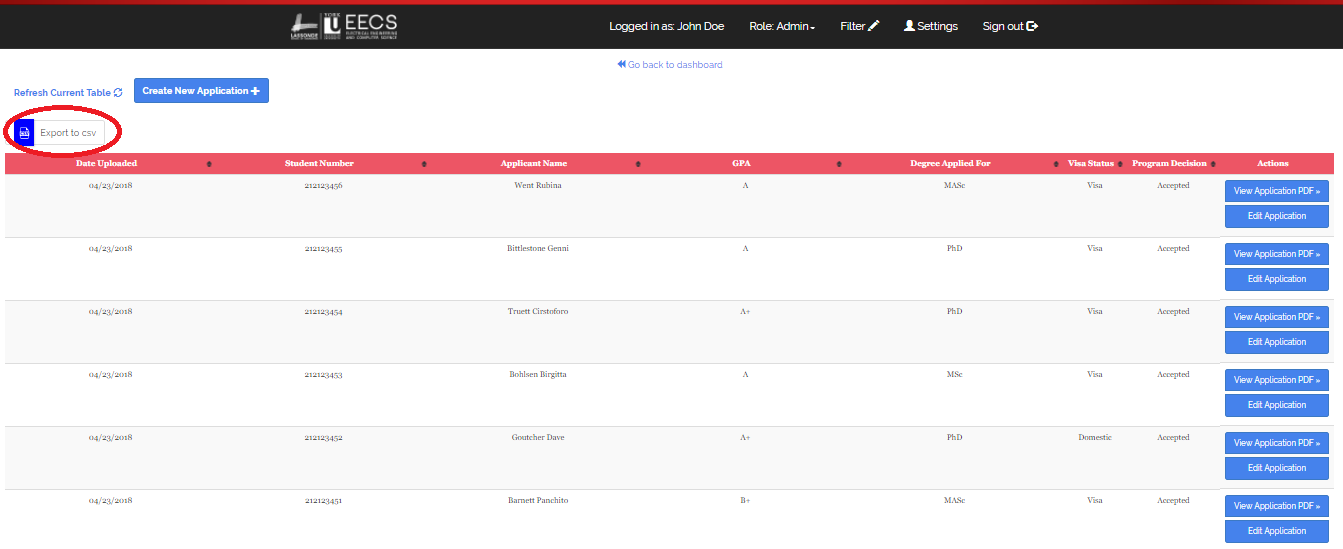 LASSONDE YORK U EECS
ELECTRICAL ENGINEERING
AND COMPUTER SCIENCE
Logged in as: John Doe Role: Admin Filter Settings Sign out
Go back to dashboard
Refresh Current Table Create New Application
Export to csv
Date Uploaded Student Number Applicant Name GPA Degree Applied For Visa Status Program Decision Actions
04/23/2018 212123456 Went Rubina A MASc Visa Accepted View Application PDF »
Edit Application
04/23/2018 212123455 Bittlestone Genni A PhD Visa Accepted View Application PDF »
Edit Application
04/23/2018 212123454 Truett Cirstoforo A+ PhD Visa Accepted View Application PDF »
Edit Application
04/23/2018 212123453 Bohlsen Birgitta A MSc Visa Accepted View Application PDF »
Edit Application
04/23/2018 212123452 Goutcher Dave A+ PhD Domestic Accepted View Application PDF »
Edit Application
04/23/2018 212123451 Barnett Panchito B+ MASc Visa Accepted View Application PDF »
Edit Application